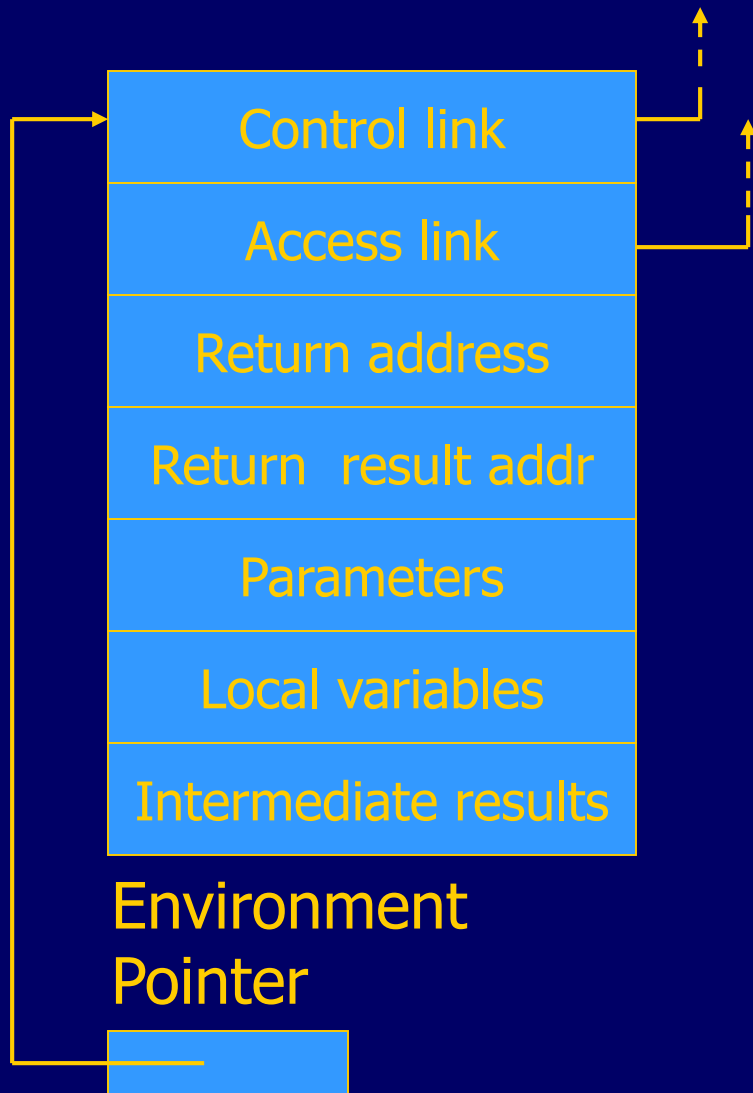 Control link
Access link
Return address
Return  result addr
Parameters
Local variables
Intermediate results
Environment
Pointer